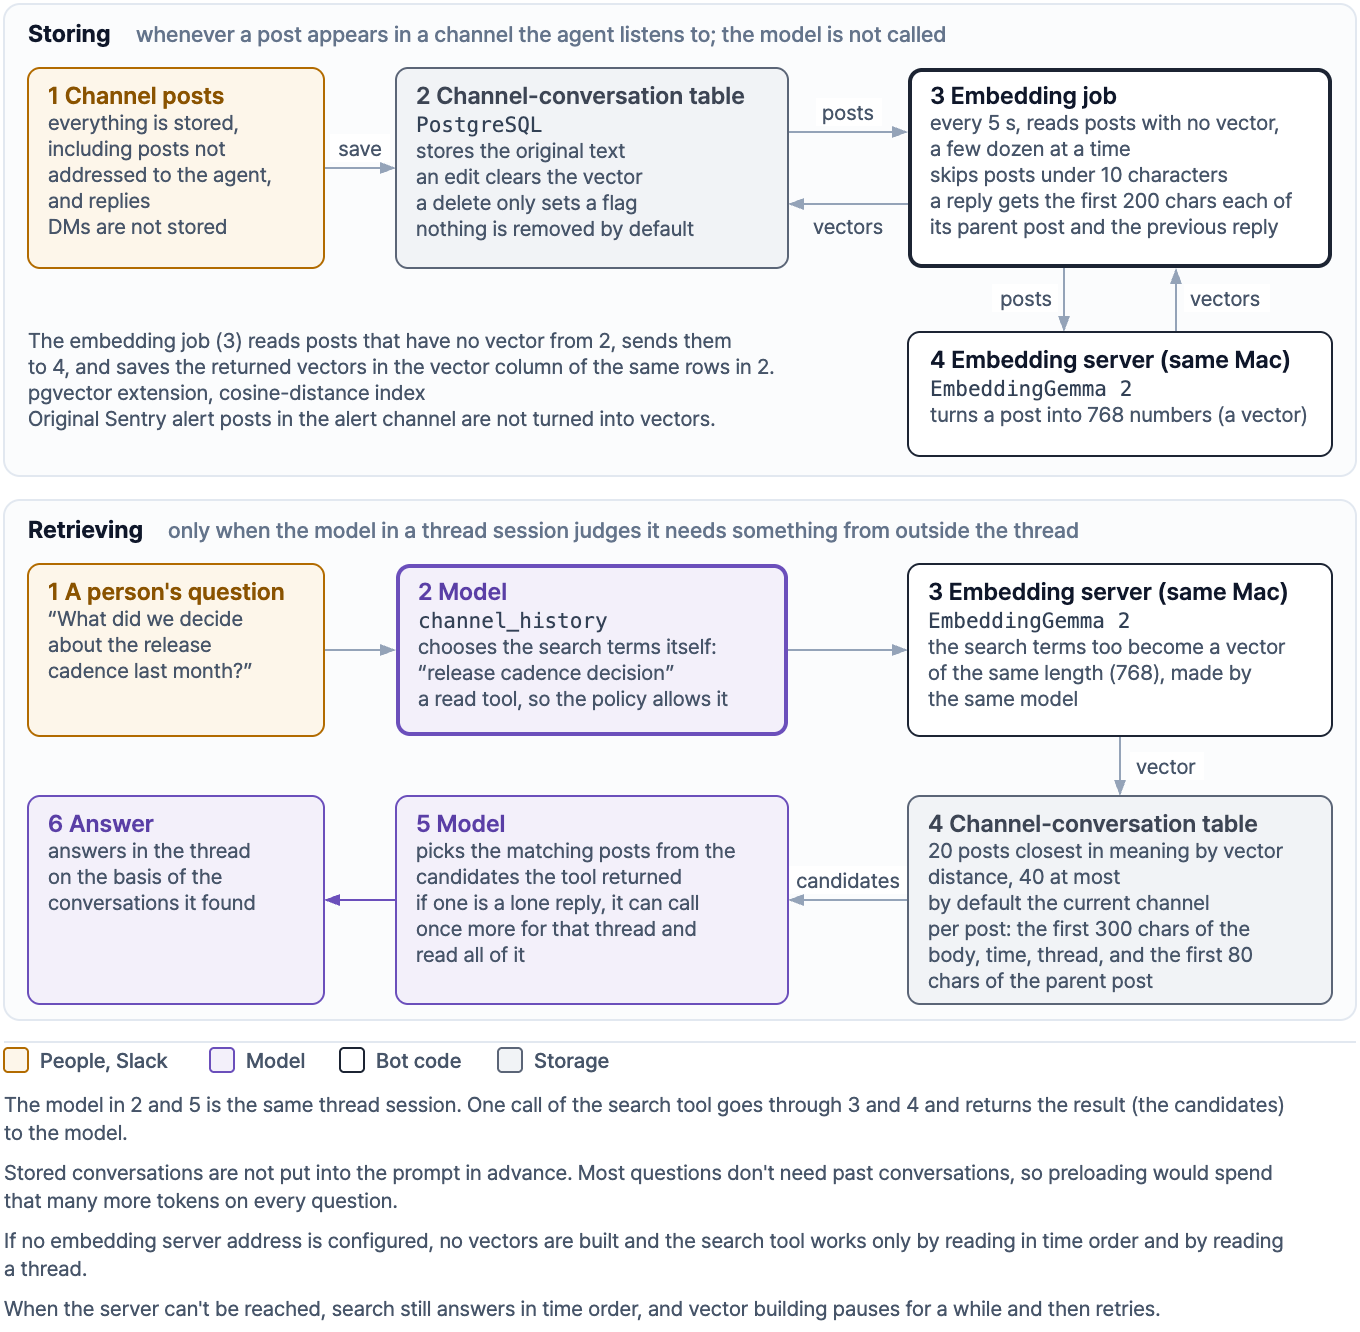 Storing whenever a post appears in a channel the agent listens to; the model is not called
1 Channel posts
everything is stored,
including posts not
addressed to the agent,
and replies
DMs are not stored
save
2 Channel-conversation table
PostgreSQL
stores the original text
an edit clears the vector
a delete only sets a flag
nothing is removed by default
posts
vectors
3 Embedding job
every 5 s, reads posts with no vector,
a few dozen at a time
skips posts under 10 characters
a reply gets the first 200 chars each of
its parent post and the previous reply
posts
vectors
The embedding job (3) reads posts that have no vector from 2, sends them
to 4, and saves the returned vectors in the vector column of the same rows in 2.
pgvector extension, cosine-distance index
Original Sentry alert posts in the alert channel are not turned into vectors.
4 Embedding server (same Mac)
EmbeddingGemma 2
turns a post into 768 numbers (a vector)
Retrieving only when the model in a thread session judges it needs something from outside the thread
1 A person's question
“What did we decide
about the release
cadence last month?”
2 Model
channel_history
chooses the search terms itself:
“release cadence decision”
a read tool, so the policy allows it
3 Embedding server (same Mac)
EmbeddingGemma 2
the search terms too become a vector
of the same length (768), made by
the same model
vector
4 Channel-conversation table
20 posts closest in meaning by vector
distance, 40 at most
by default the current channel
per post: the first 300 chars of the
body, time, thread, and the first 80
chars of the parent post
candidates
5 Model
picks the matching posts from the
candidates the tool returned
if one is a lone reply, it can call
once more for that thread and
read all of it
6 Answer
answers in the thread
on the basis of the
conversations it found
People, Slack
Model
Bot code
Storage
The model in 2 and 5 is the same thread session. One call of the search tool goes through 3 and 4 and returns the result (the candidates)
to the model.
Stored conversations are not put into the prompt in advance. Most questions don't need past conversations, so preloading would spend
that many more tokens on every question.
If no embedding server address is configured, no vectors are built and the search tool works only by reading in time order and by reading
a thread.
When the server can't be reached, search still answers in time order, and vector building pauses for a while and then retries.